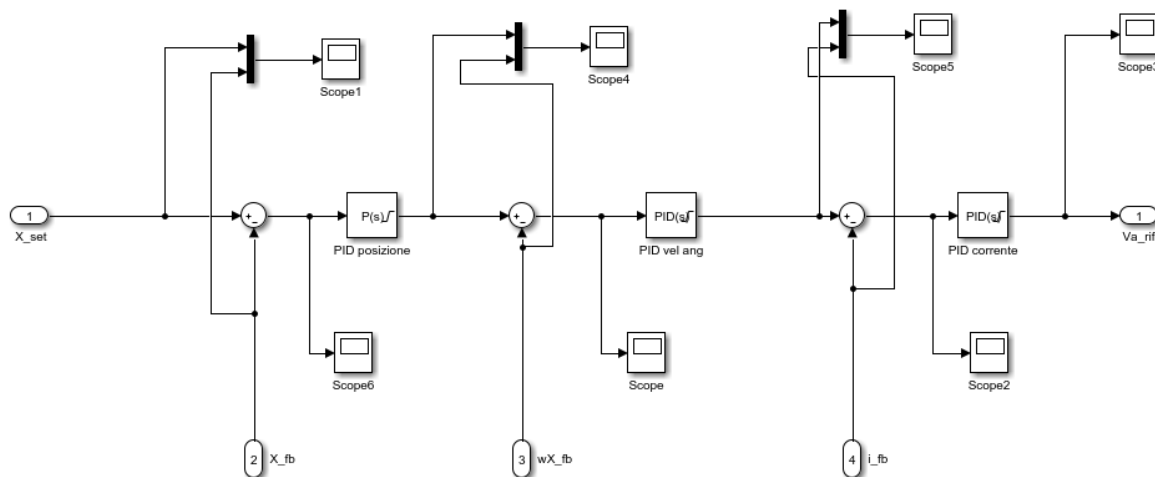 Scope1
Scope4
Scope5
Scope3
1
X_set
+
-
P(s)
PID posizione
+
-
PID(s)
PID vel ang
+
-
PID(s)
PID corrente
1
Va_rif
Scope6
Scope
Scope2
2
X_fb
3
wX_fb
4
i_fb